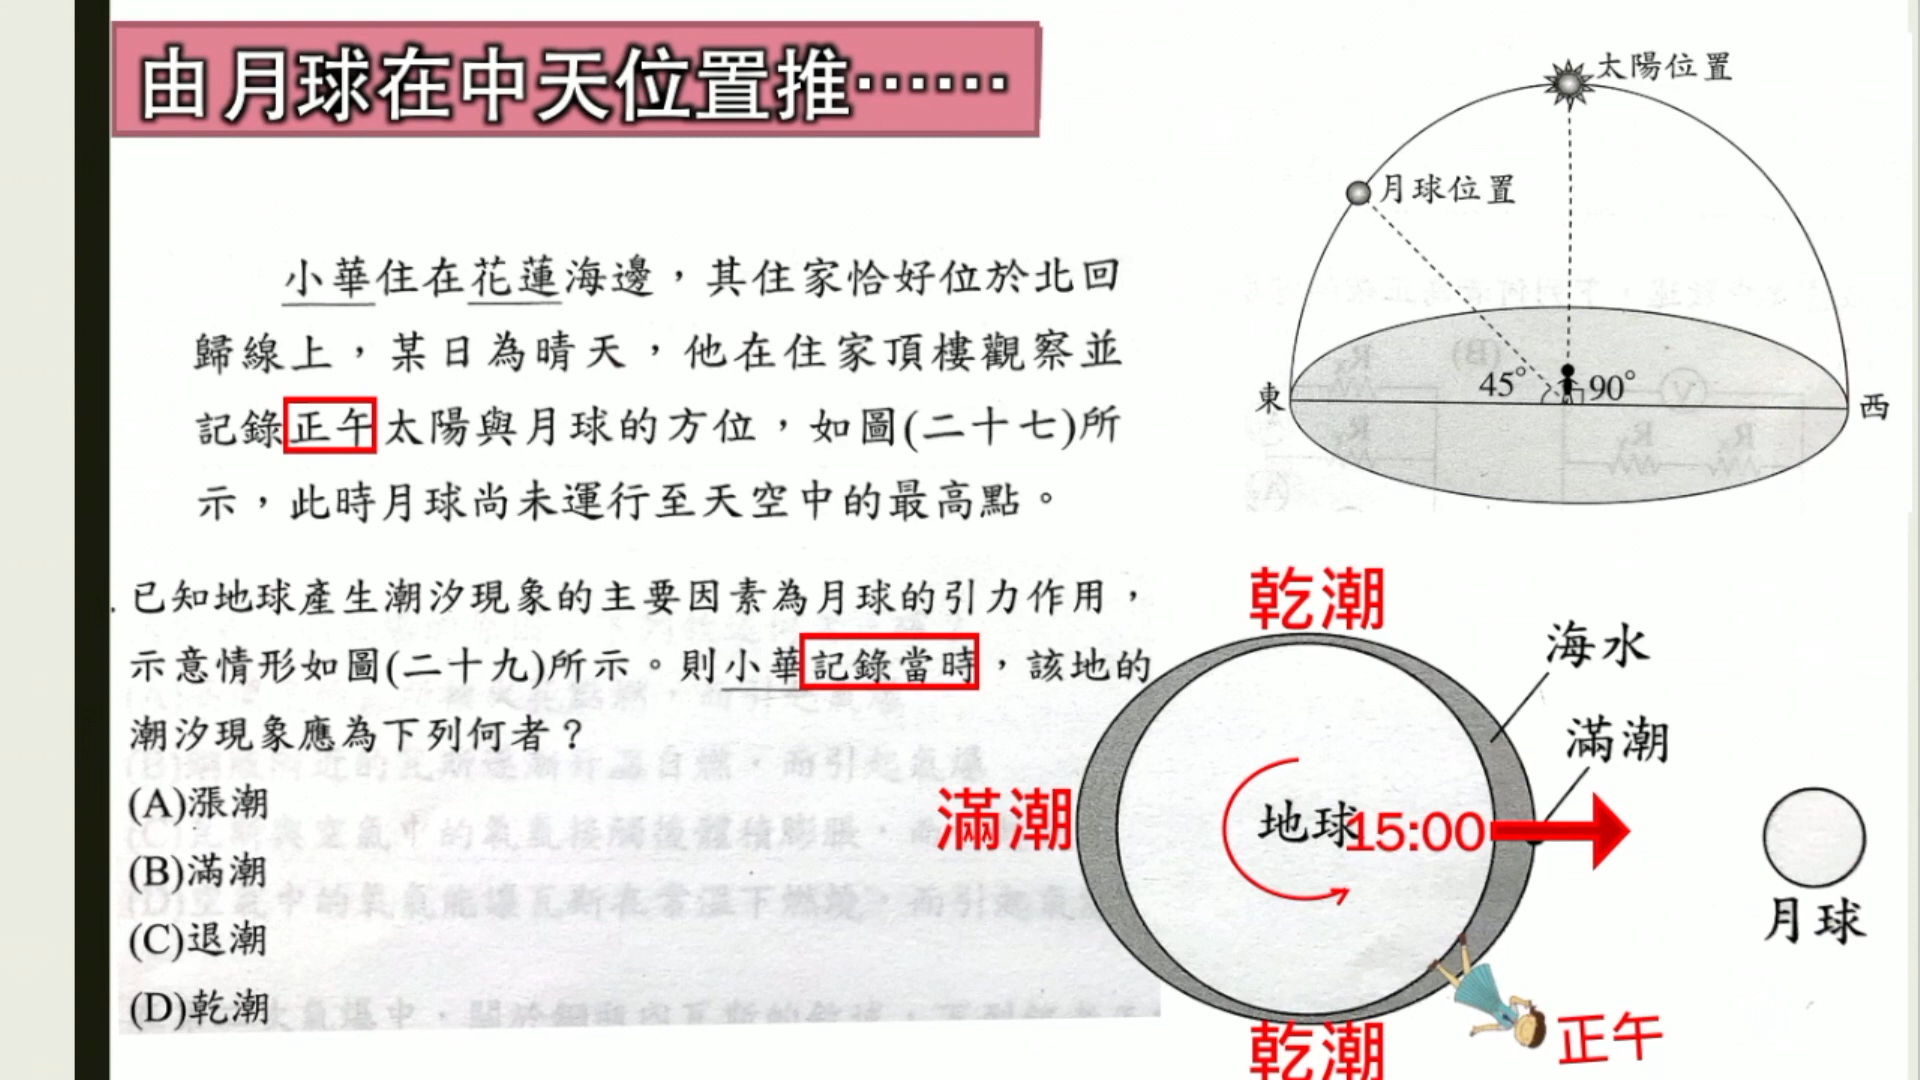 由月球在中天位置推……
太陽位置
月球位置
45°
90°
東
西
小華住在花蓮海邊，其住家恰好位於北回
歸線上，某日為晴天，他在住家頂樓觀察並
記錄正午太陽與月球的方位，如圖(二十七)所
示，此時月球尚未運行至天空中的最高點。
已知地球產生潮汐現象的主要因素為月球的引力作用，
示意情形如圖(二十九)所示。則小華記錄當時，該地的
潮汐現象應為下列何者？
(A)漲潮
(B)滿潮
(C)退潮
(D)乾潮
乾潮
海水
滿潮
滿潮
地球
15:00
月球
正午
乾潮